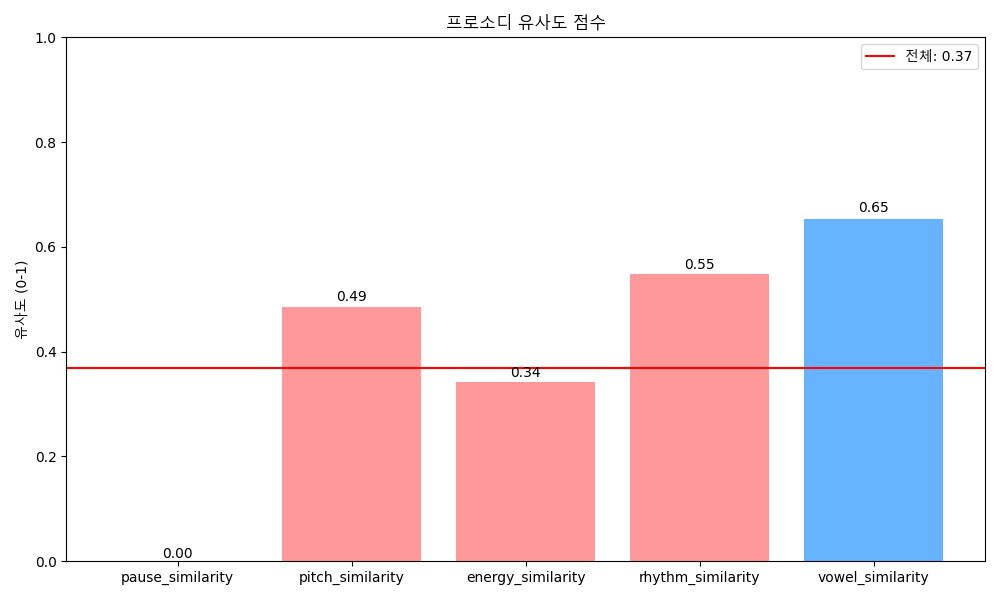 프로소디 유사도 점수
전체: 0.37
유사도 (0-1)
1.0
0.8
0.6
0.4
0.2
0.0
0.00
0.49
0.34
0.55
0.65
pause_similarity
pitch_similarity
energy_similarity
rhythm_similarity
vowel_similarity